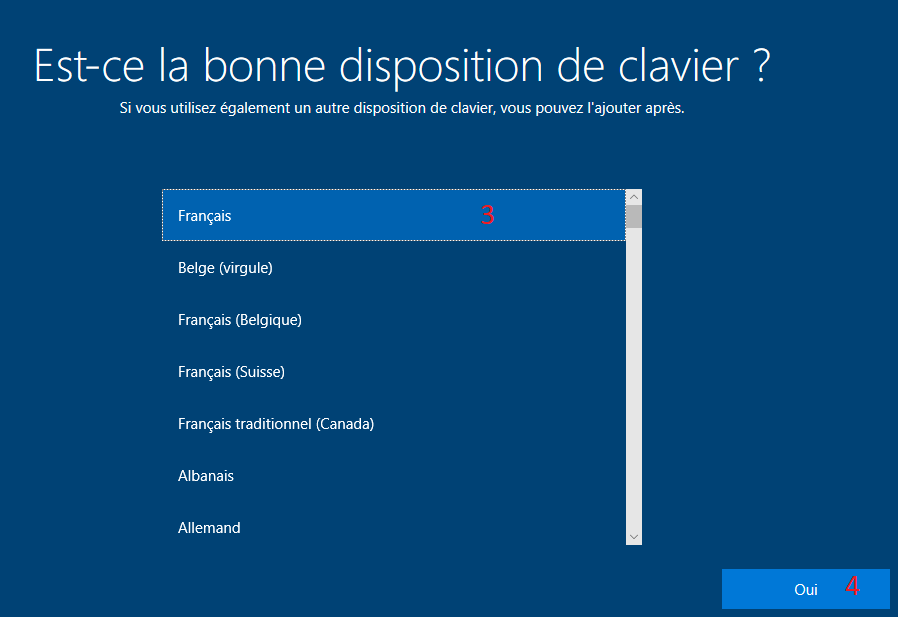 Est-ce la bonne disposition de clavier ?
Si vous utilisez également un autre disposition de clavier, vous pouvez l'ajouter après.
Français 3
Belge (virgule)
Français (Belgique)
Français (Suisse)
Français traditionnel (Canada)
Albanais
Allemand
Oui 4